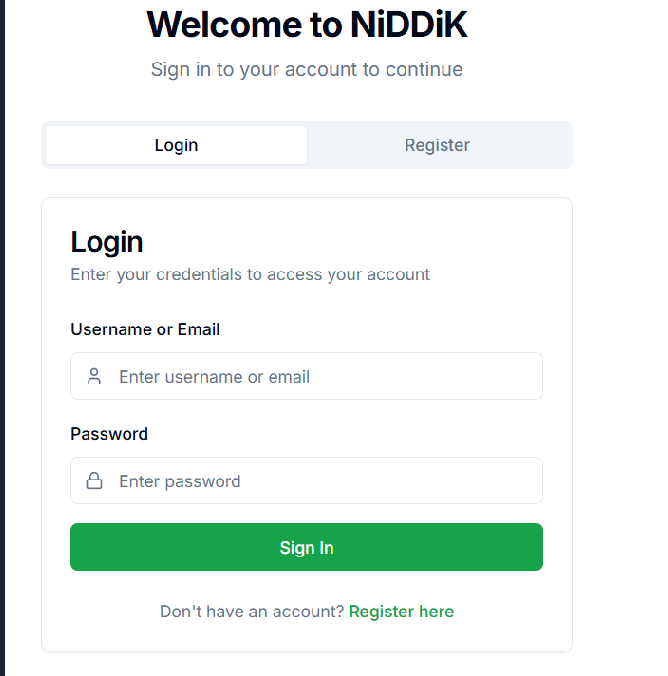 Welcome to NiDDiK
Sign in to your account to continue
Login
Register
Login
Enter your credentials to access your account
Username or Email
Enter username or email
Password
Enter password
Sign In
Don't have an account? Register here